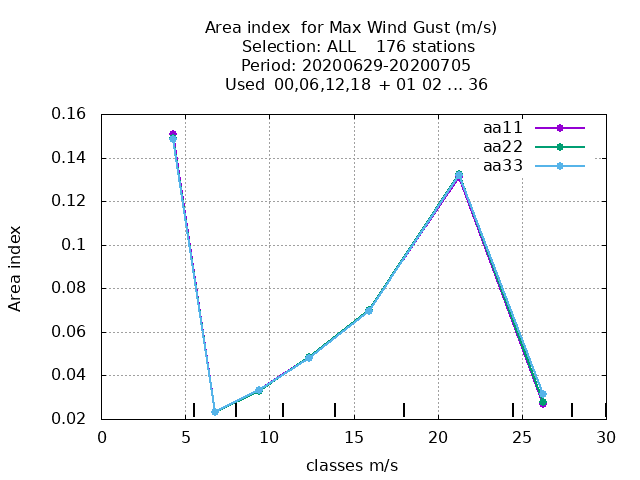 Area index  for Max Wind Gust (m/s)
Selection: ALL    176 stations
Period: 20200629-20200705
Used  00,06,12,18  + 01 02 ... 36
aa11
aa22
aa33
0.16
0.14
0.12
0.1
0.08
0.06
0.04
0.02
Area index
0 5 10 15 20 25 30
classes m/s